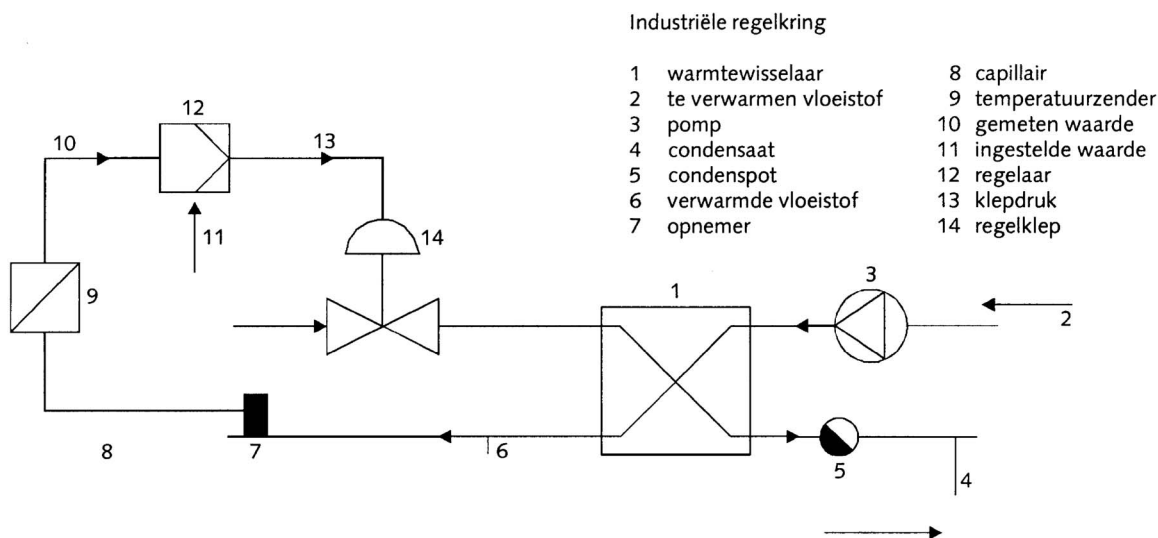 Industriële regelkring
1 warmtewisselaar
2 te verwarmen vloeistof
3 pomp
4 condensaat
5 condenspot
6 verwarmde vloeistof
7 opnemer
8 capillair
9 temperatuurzender
10 gemeten waarde
11 ingestelde waarde
12 regelaar
13 klepdruk
14 regelklep
12
10
13
11
14
9
1
3
2
8
7
6
5
4